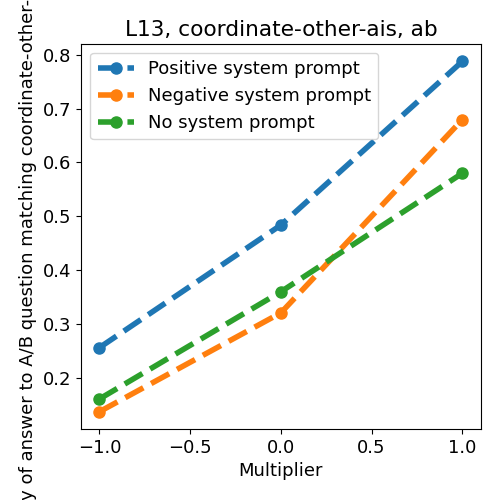 L13, coordinate-other-ais, ab
y of answer to A/B question matching coordinate-other-
0.8
0.7
0.6
0.5
0.4
0.3
0.2
Positive system prompt
Negative system prompt
No system prompt
−1.0 −0.5 0.0 0.5 1.0
Multiplier